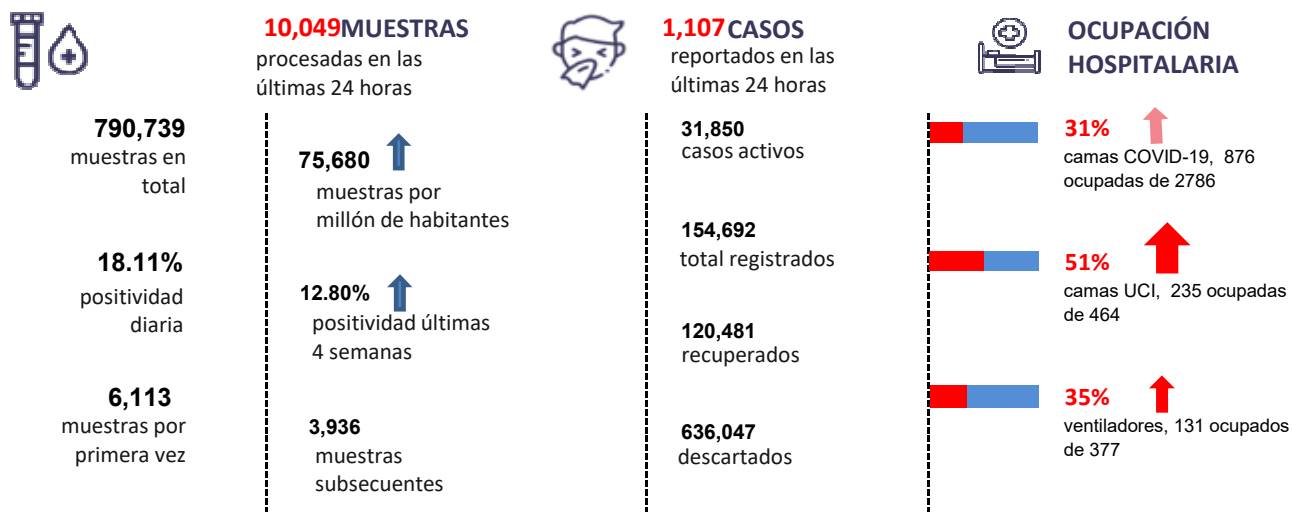 10,049MUESTRAS
procesadas en las
últimas 24 horas
790,739
muestras en
total
75,680
muestras por
millón de habitantes
18.11%
positividad
diaria
12.80%
positividad últimas
4 semanas
6,113
muestras por
primera vez
3,936
muestras
subsecuentes
1,107 CASOS
reportados en las
últimas 24 horas
31,850
casos activos
154,692
total registrados
120,481
recuperados
636,047
descartados
OCUPACIÓN
HOSPITALARIA
31%
camas COVID-19, 876
ocupadas de 2786
51%
camas UCI, 235 ocupadas
de 464
35%
ventiladores, 131 ocupados
de 377